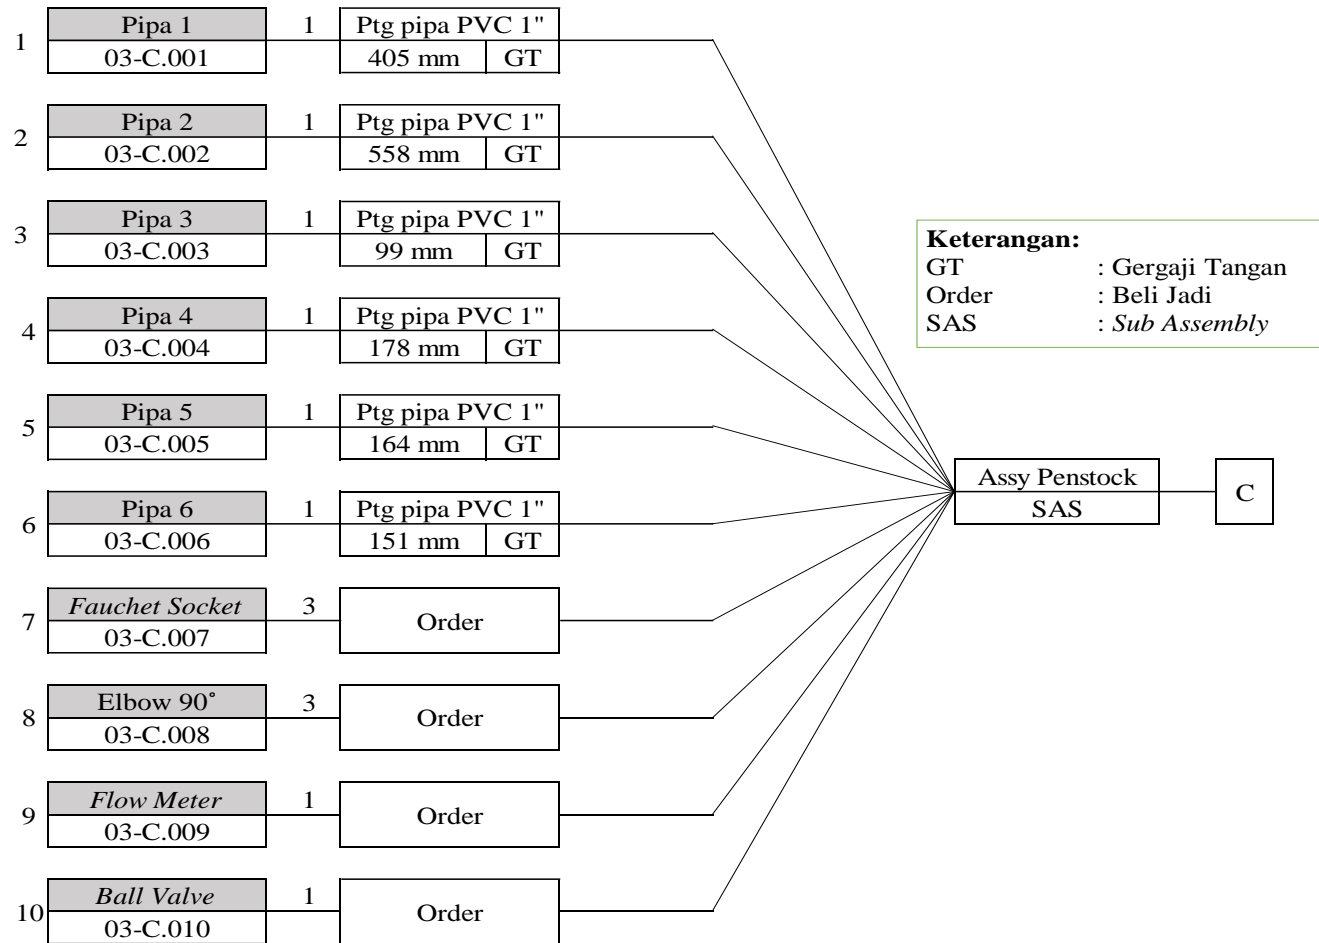 1 Pipa 1 1 Ptg pipa PVC 1"
03-C.001 405 mm GT
2 Pipa 2 1 Ptg pipa PVC 1"
03-C.002 558 mm GT
3 Pipa 3 1 Ptg pipa PVC 1"
03-C.003 99 mm GT
4 Pipa 4 1 Ptg pipa PVC 1"
03-C.004 178 mm GT
5 Pipa 5 1 Ptg pipa PVC 1"
03-C.005 164 mm GT
6 Pipa 6 1 Ptg pipa PVC 1"
03-C.006 151 mm GT
7 Fauchet Socket 3 Order
03-C.007
8 Elbow 90˚ 3 Order
03-C.008
9 Flow Meter 1 Order
03-C.009
10 Ball Valve 1 Order
03-C.010
Keterangan:
GT : Gergaji Tangan
Order : Beli Jadi
SAS : Sub Assembly
Assy Penstock
SAS
C